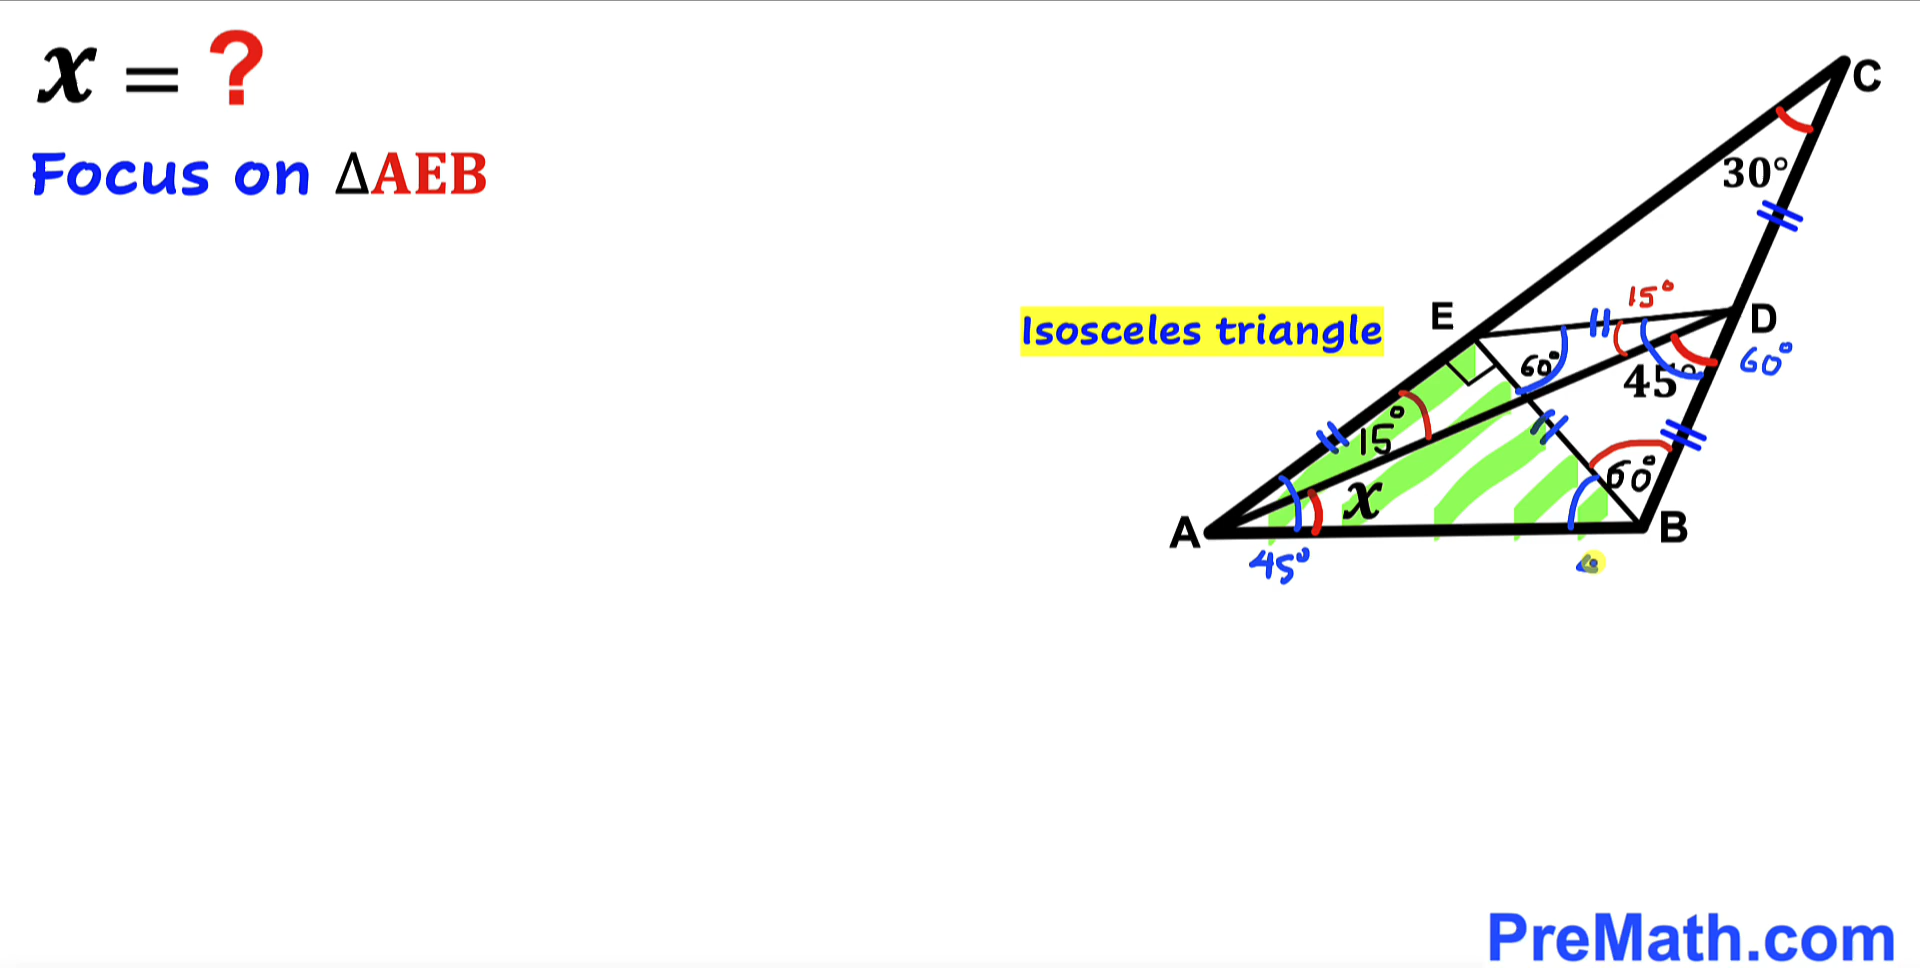 x = ?
Focus on ΔAEB
C
30°
15°
Isosceles triangle
E
D
60°
60°
45°
15°
60°
x
A
B
45°
PreMath.com